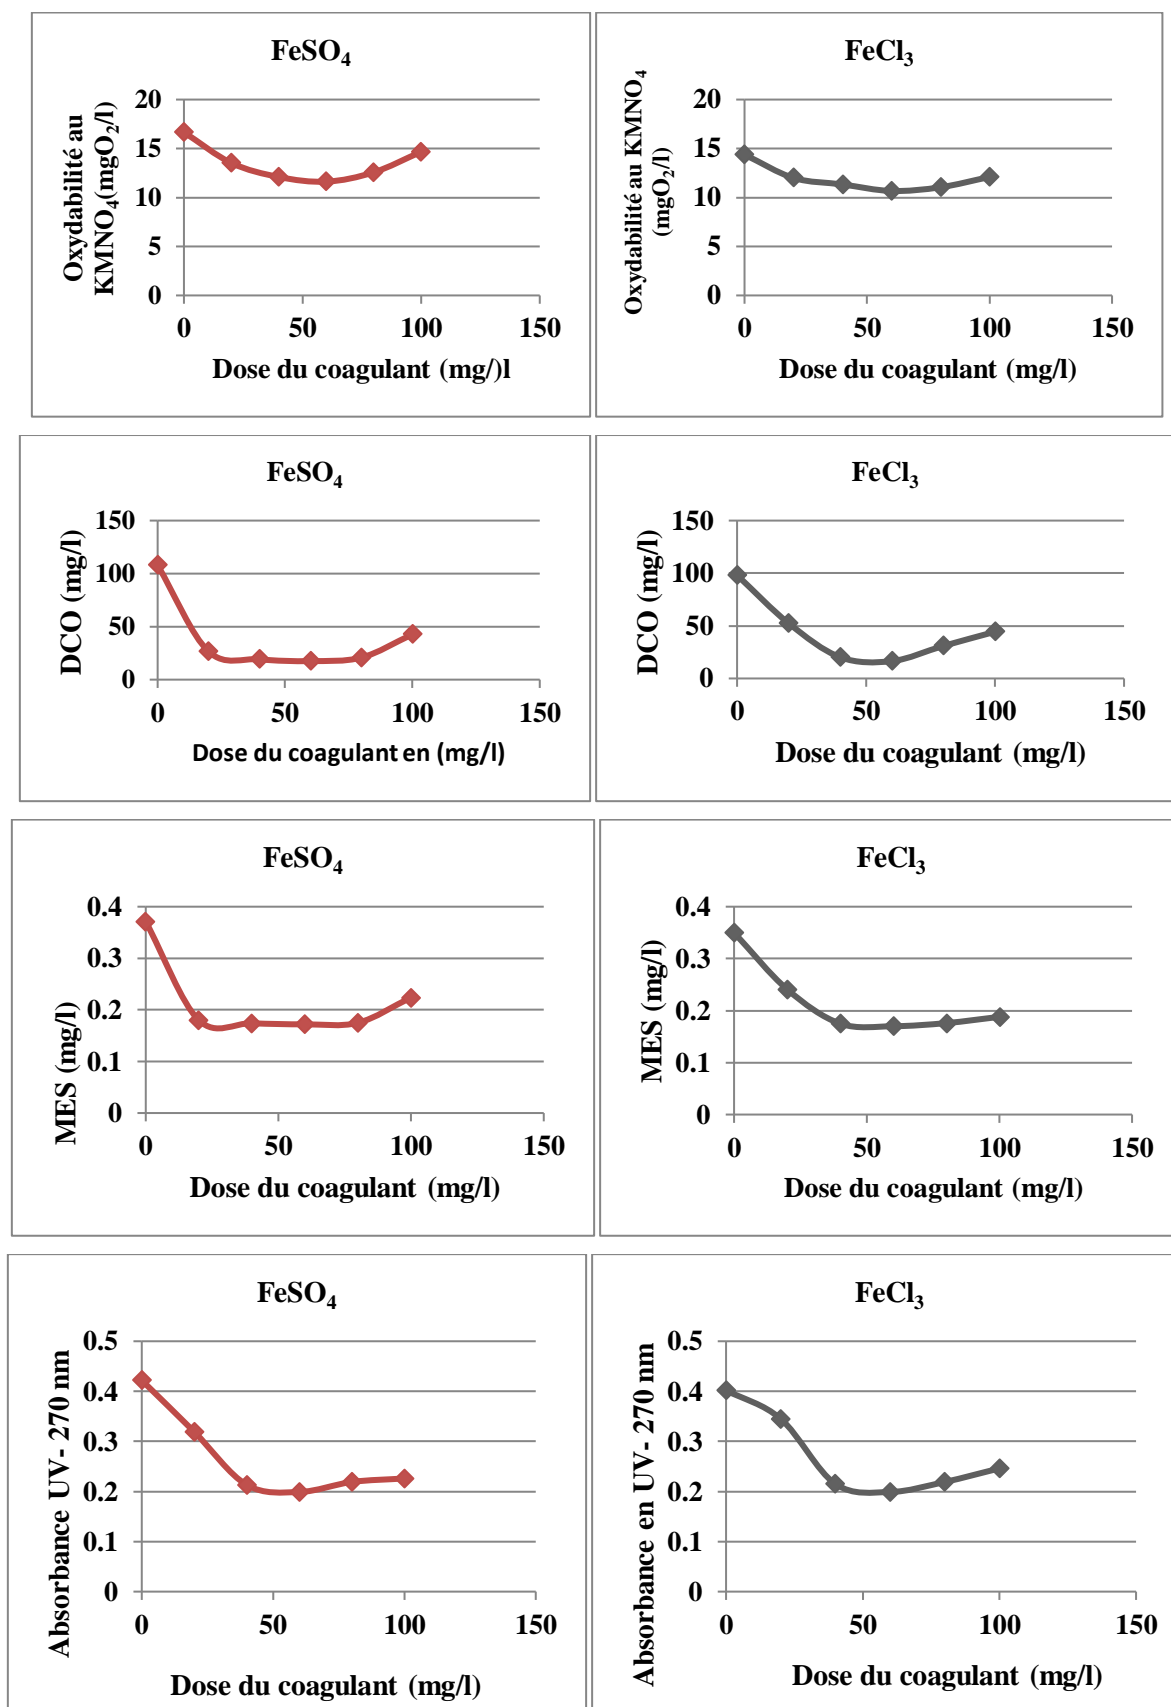 FeSO₄
Oxydabilité au
KMNO₄(mgO₂/l)
20
15
10
5
0
0 50 100 150
Dose du coagulant (mg/)l
FeCl₃
Oxydabilité au KMNO₄
(mgO₂/l)
20
15
10
5
0
0 50 100 150
Dose du coagulant (mg/l)
FeSO₄
DCO (mg/l)
150
100
50
0
0 50 100 150
Dose du coagulant en (mg/l)
FeCl₃
DCO (mg/l)
150
100
50
0
0 50 100 150
Dose du coagulant (mg/l)
FeSO₄
MES (mg/l)
0.4
0.3
0.2
0.1
0
0 50 100 150
Dose du coagulant (mg/l)
FeCl₃
MES (mg/l)
0.4
0.3
0.2
0.1
0
0 50 100 150
Dose du coagulant (mg/l)
FeSO₄
Absorbance UV- 270 nm
0.5
0.4
0.3
0.2
0.1
0
0 50 100 150
Dose du coagulant (mg/l)
FeCl₃
Absorbance en UV- 270 nm
0.5
0.4
0.3
0.2
0.1
0
0 50 100 150
Dose du coagulant (mg/l)